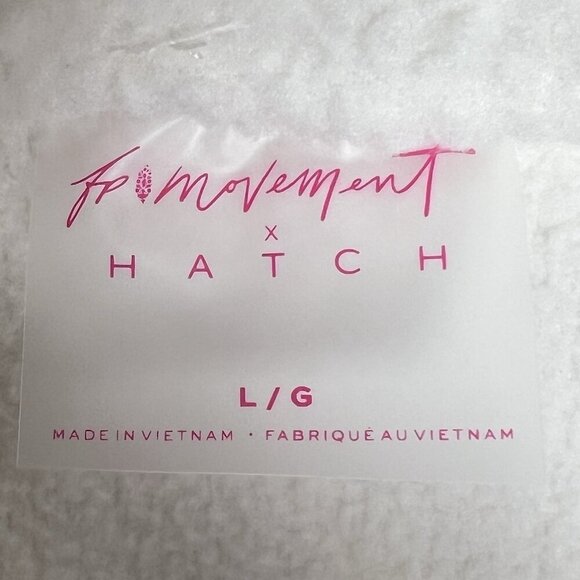 fp movement
X
HATCH
L/G
MADE IN VIETNAM • FABRIQUÉ AU VIETNAM